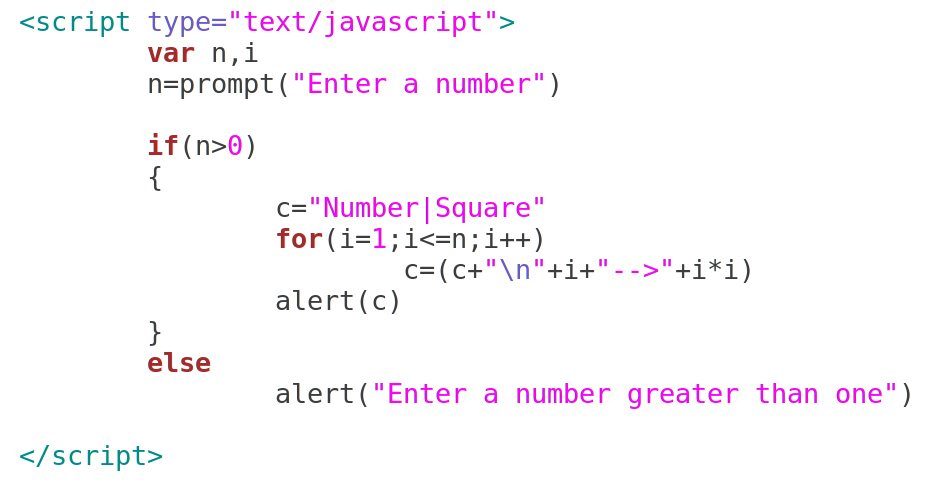 <script type="text/javascript">
var n,i
n=prompt("Enter a number")
if(n>0)
{
c="Number|Square"
for(i=1;i<=n;i++)
c=(c+"\n"+i+"-->"+i*i)
alert(c)
}
else
alert("Enter a number greater than one")
</script>